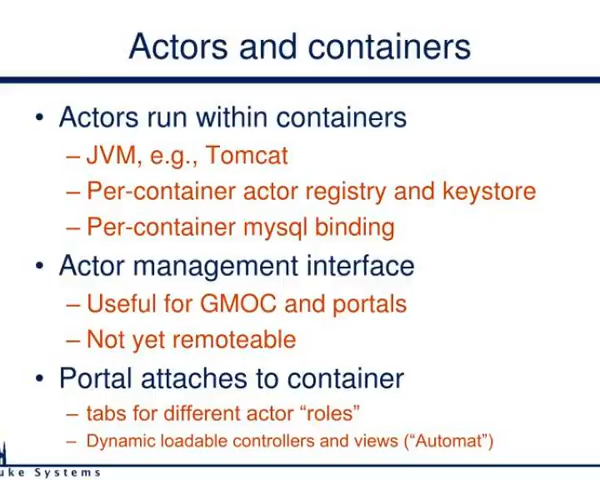 Actors and containers
• Actors run within containers
– JVM, e.g., Tomcat
– Per-container actor registry and keystore
– Per-container mysql binding
• Actor management interface
– Useful for GMOC and portals
– Not yet remoteable
• Portal attaches to container
– tabs for different actor “roles”
– Dynamic loadable controllers and views (“Automat”)
uke Systems